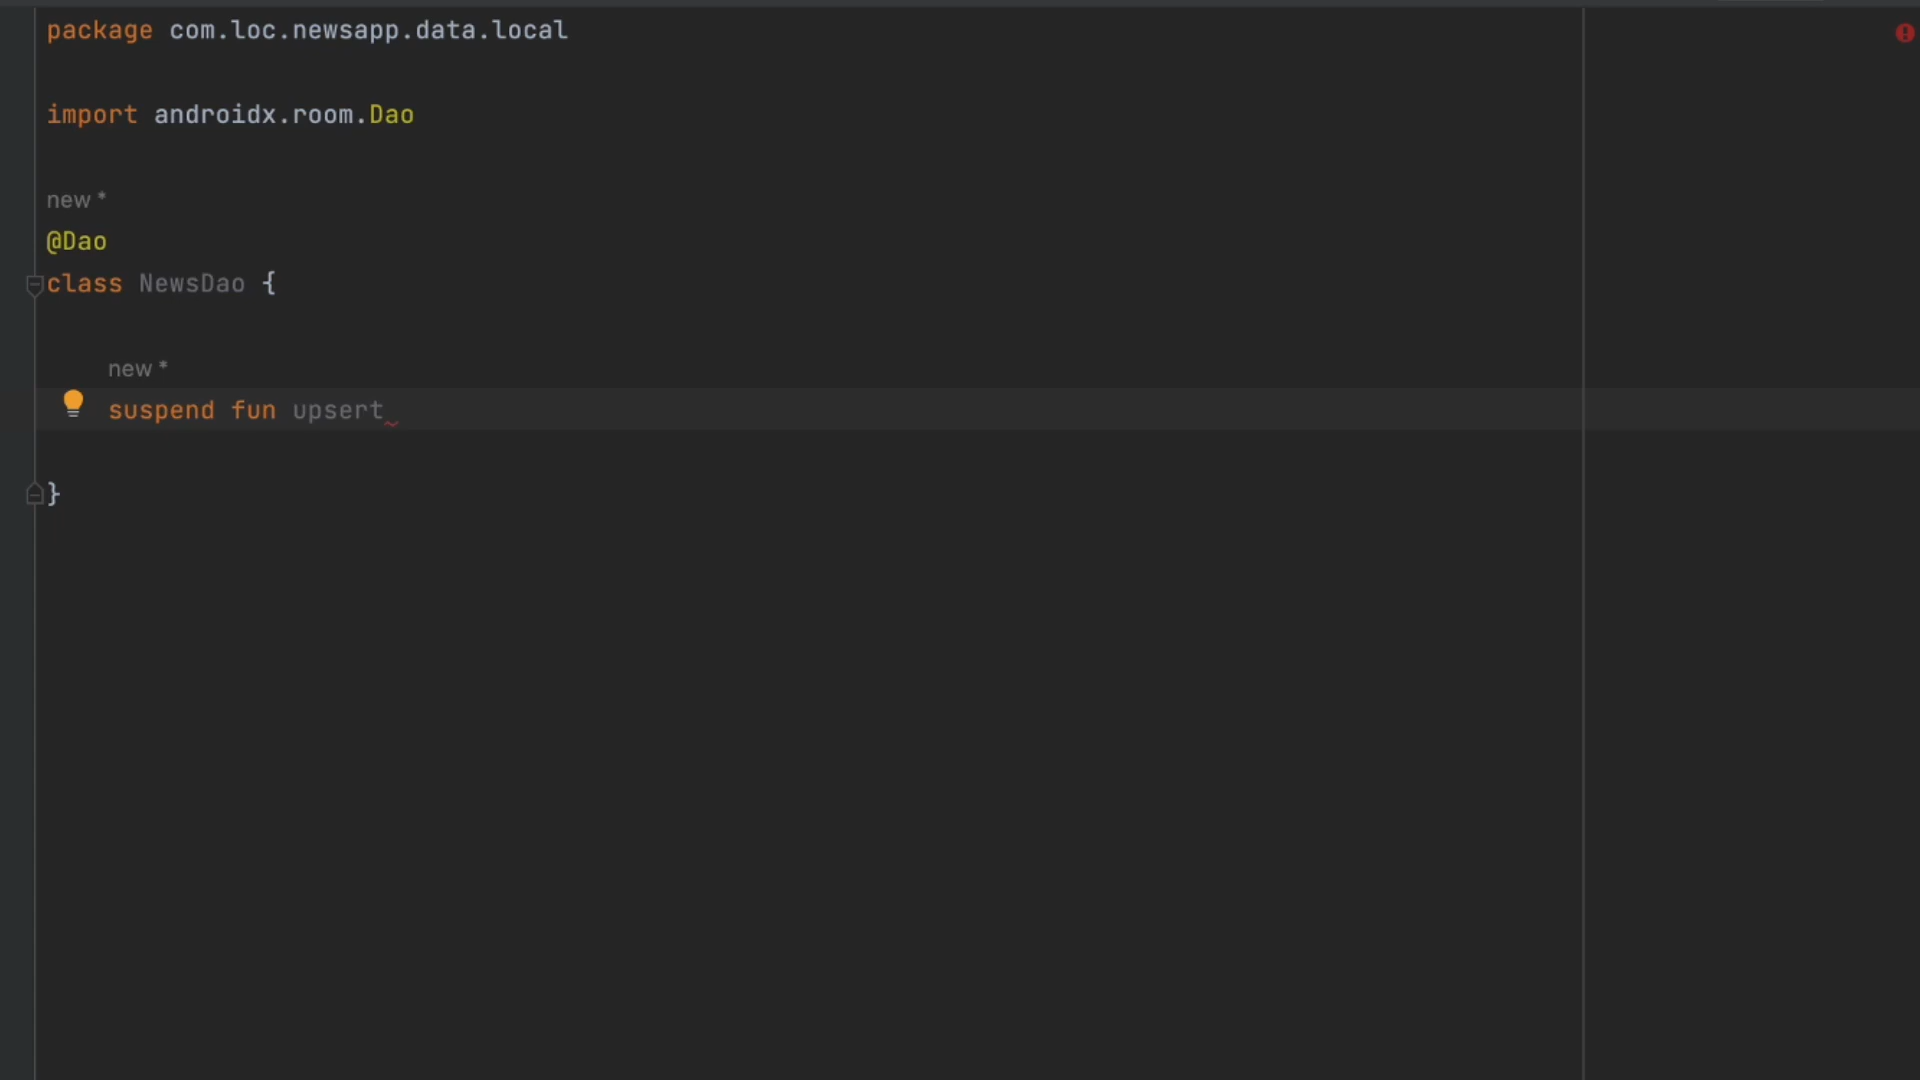 package com.loc.newsapp.data.local
import androidx.room.Dao
new *
@Dao
class NewsDao {
new *
suspend fun upsert
}